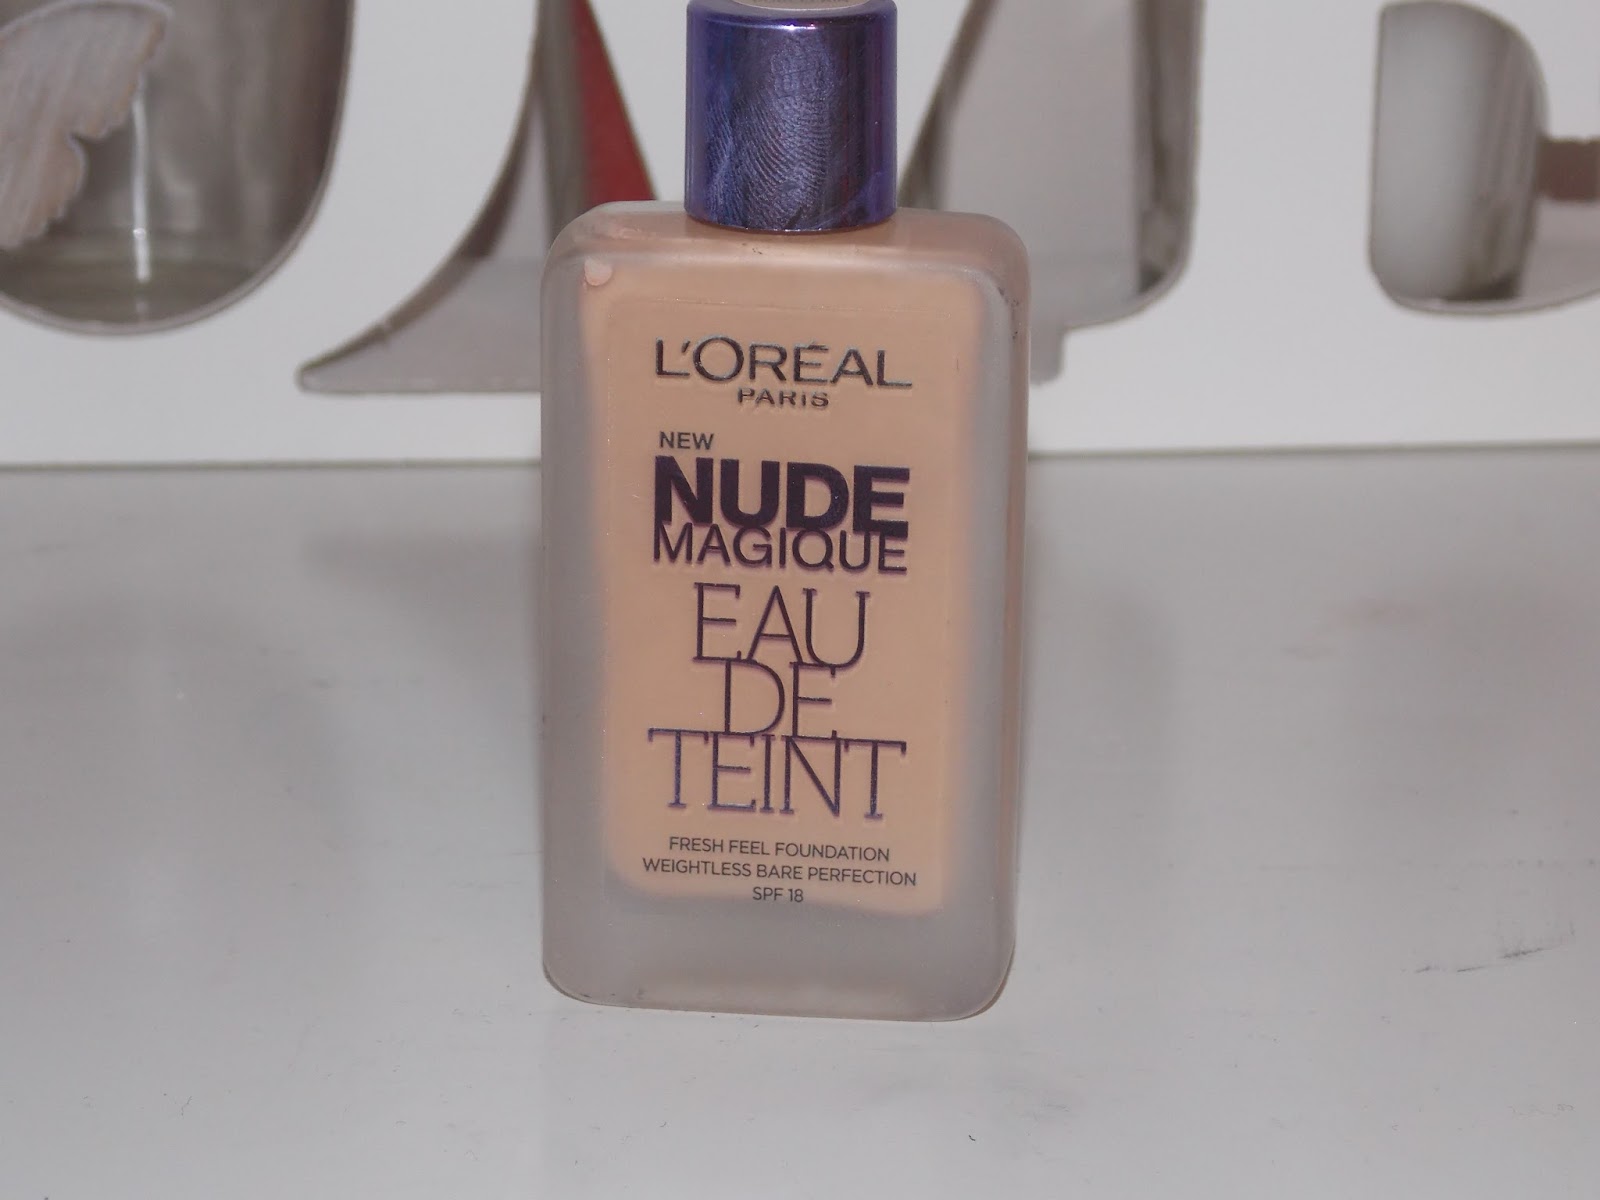 L'ORÉAL
PARIS
NEW
NUDE
MAGIQUE
EAU
DE
TEINT
FRESH FEEL FOUNDATION
WEIGHTLESS BARE PERFECTION
SPF 18